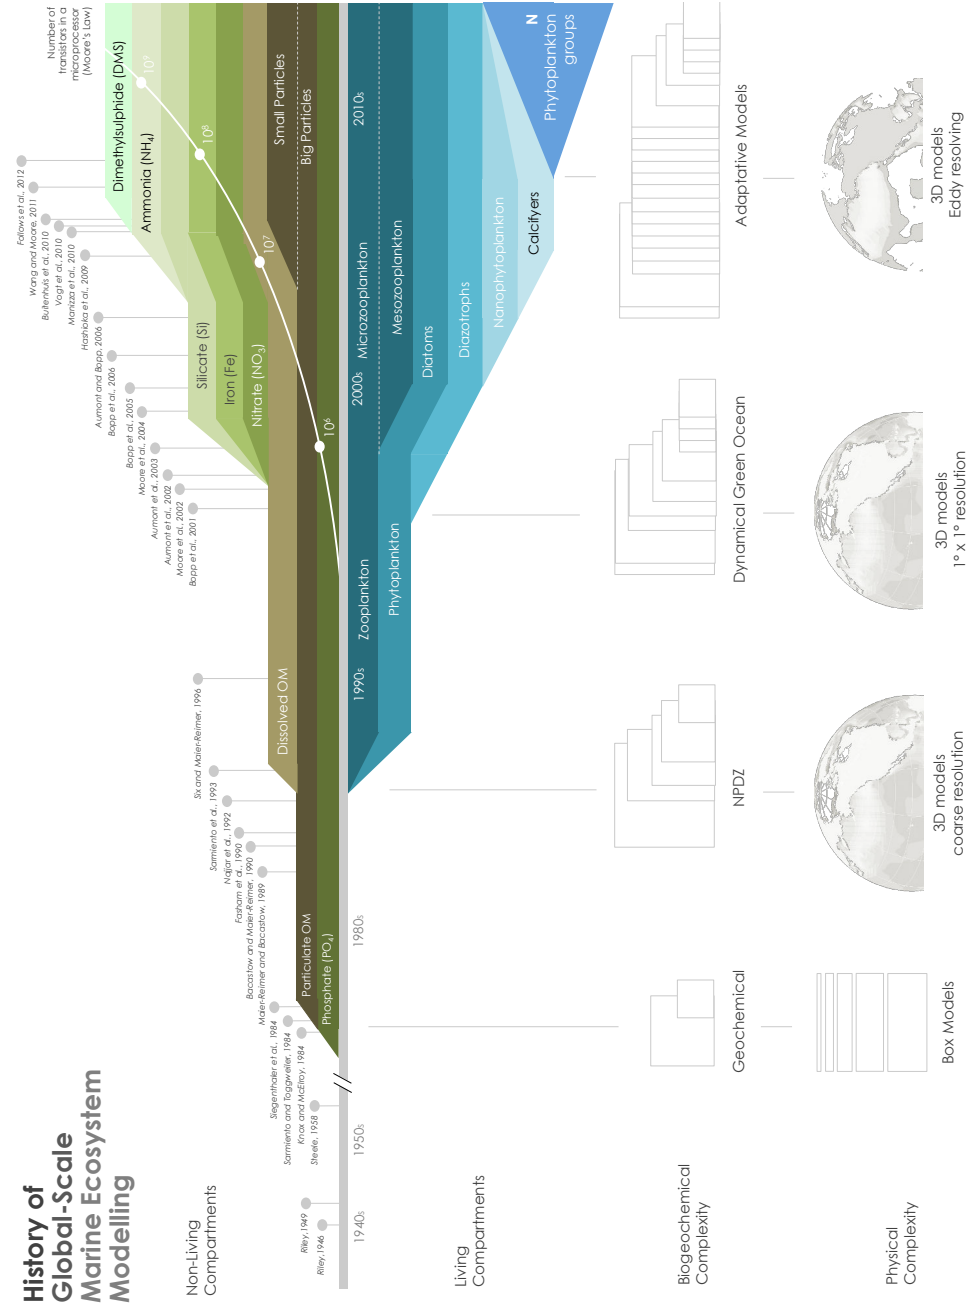 History of
Global-Scale
Marine Ecosystem
Modelling
Non-Living
Compartments
Riley, 1946
Riley, 1949
Steele, 1958
Knox and McElroy, 1984
Sarmiento and Toggweiler, 1984
Siegenthaler et al., 1984
Maier-Reimer and Bacastow, 1989
Bacastow and Maier-Reimer, 1990
Fasham et al., 1990
Najjar et al., 1992
Sarmiento et al., 1993
Six and Maier-Reimer, 1996
Bopp et al., 2001
Moore et al., 2002
Aumont et al., 2002
Aumont et al., 2003
Moore et al., 2004
Bopp et al., 2005
Bopp et al., 2006
Aumont and Bopp, 2006
Hashioka et al., 2009
Manizza et al., 2010
Vogt et al., 2010
Buitenhuis et al., 2010
Wang and Moore, 2011
Follows et al., 2012
Number of
transistors in a
microprocessor
(Moore's Law)
Dimethylsulphide (DMS)
Ammonia (NH₄)
Silicate (Si)
Iron (Fe)
Nitrate (NO₃)
Dissolved OM
Small Particles
Big Particles
Particulate OM
Phosphate (PO₄)
10⁶
10⁷
10⁸
10⁹
1940s
1950s
1980s
1990s
2000s
2010s
Living
Compartments
Zooplankton
Microzooplankton
Mesozooplankton
Phytoplankton
Diatoms
Diazotrophs
Nanophytoplankton
Calcifyers
N
Phytoplankton
groups
Biogeochemical
Complexity
Geochemical
NPDZ
Dynamical Green Ocean
Adaptative Models
Physical
Complexity
Box Models
3D models
coarse resolution
3D models
1° x 1° resolution
3D models
Eddy resolving